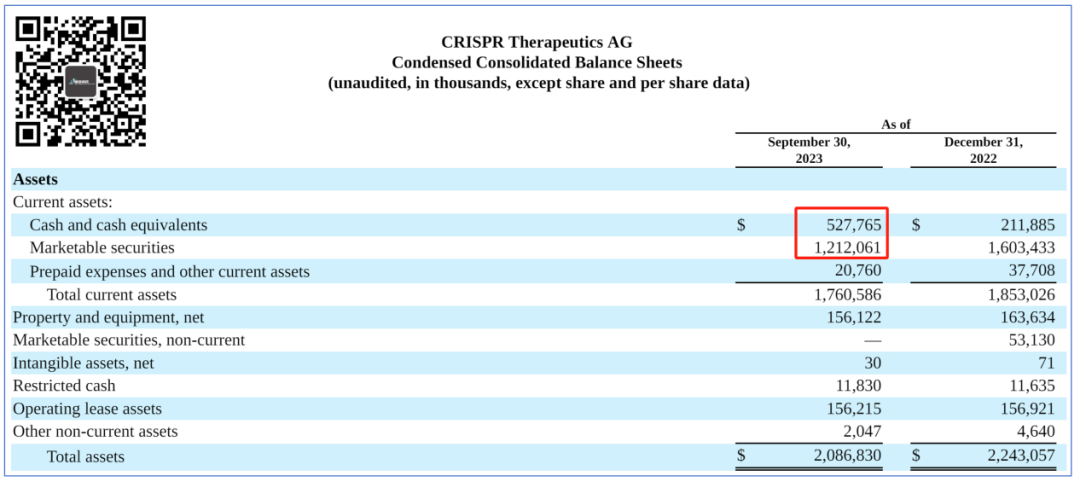 CRISPR Therapeutics AG
Condensed Consolidated Balance Sheets
(unaudited, in thousands, except share and per share data)
As of
September 30, December 31,
2023 2022
Assets
Current assets:
Cash and cash equivalents $ 527,765 $ 211,885
Marketable securities 1,212,061 1,603,433
Prepaid expenses and other current assets 20,760 37,708
Total current assets 1,760,586 1,853,026
Property and equipment, net 156,122 163,634
Marketable securities, non-current — 53,130
Intangible assets, net 30 71
Restricted cash 11,830 11,635
Operating lease assets 156,215 156,921
Other non-current assets 2,047 4,640
Total assets $ 2,086,830 $ 2,243,057